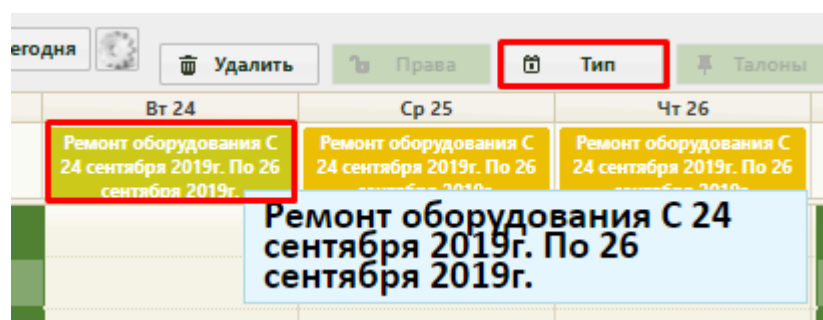 егодня
Удалить
Права
Тип
Талоны
Вт 24
Ср 25
Чт 26
Ремонт оборудования С
24 сентября 2019г. По 26
сентября 2019г.
Ремонт оборудования С
24 сентября 2019г. По 26
Ремонт оборудования С
24 сентября 2019г. По 26
Ремонт оборудования С 24
сентября 2019г. По 26
сентября 2019г.